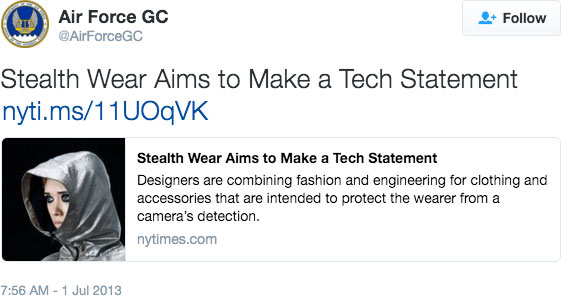 Air Force GC
@AirForceGC
Follow
Stealth Wear Aims to Make a Tech Statement
nyti.ms/11UOqVK
Stealth Wear Aims to Make a Tech Statement
Designers are combining fashion and engineering for clothing and
accessories that are intended to protect the wearer from a
camera's detection.
nytimes.com
7:56 AM - 1 Jul 2013